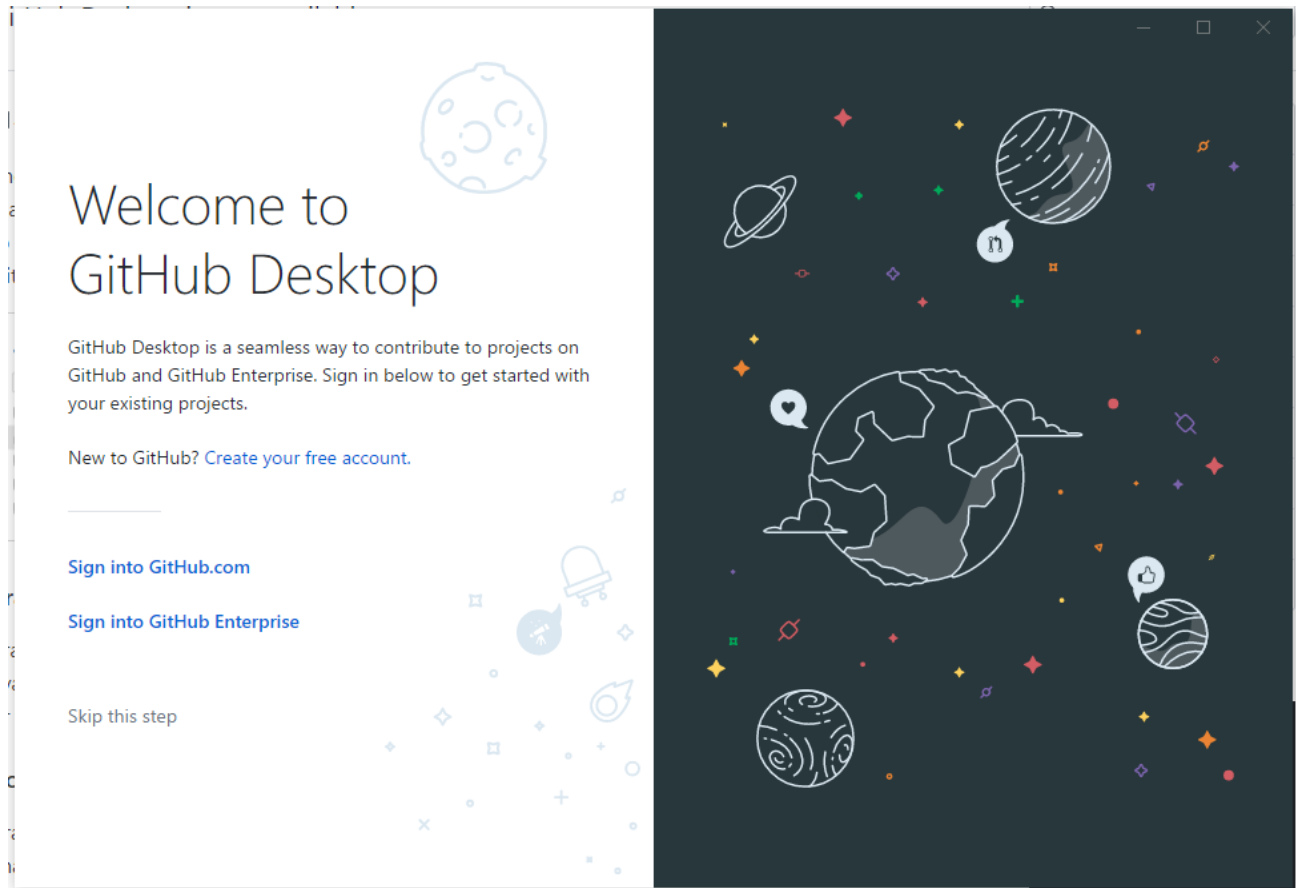 Welcome to
GitHub Desktop
GitHub Desktop is a seamless way to contribute to projects on
GitHub and GitHub Enterprise. Sign in below to get started with
your existing projects.
New to GitHub? Create your free account.
Sign into GitHub.com
Sign into GitHub Enterprise
Skip this step